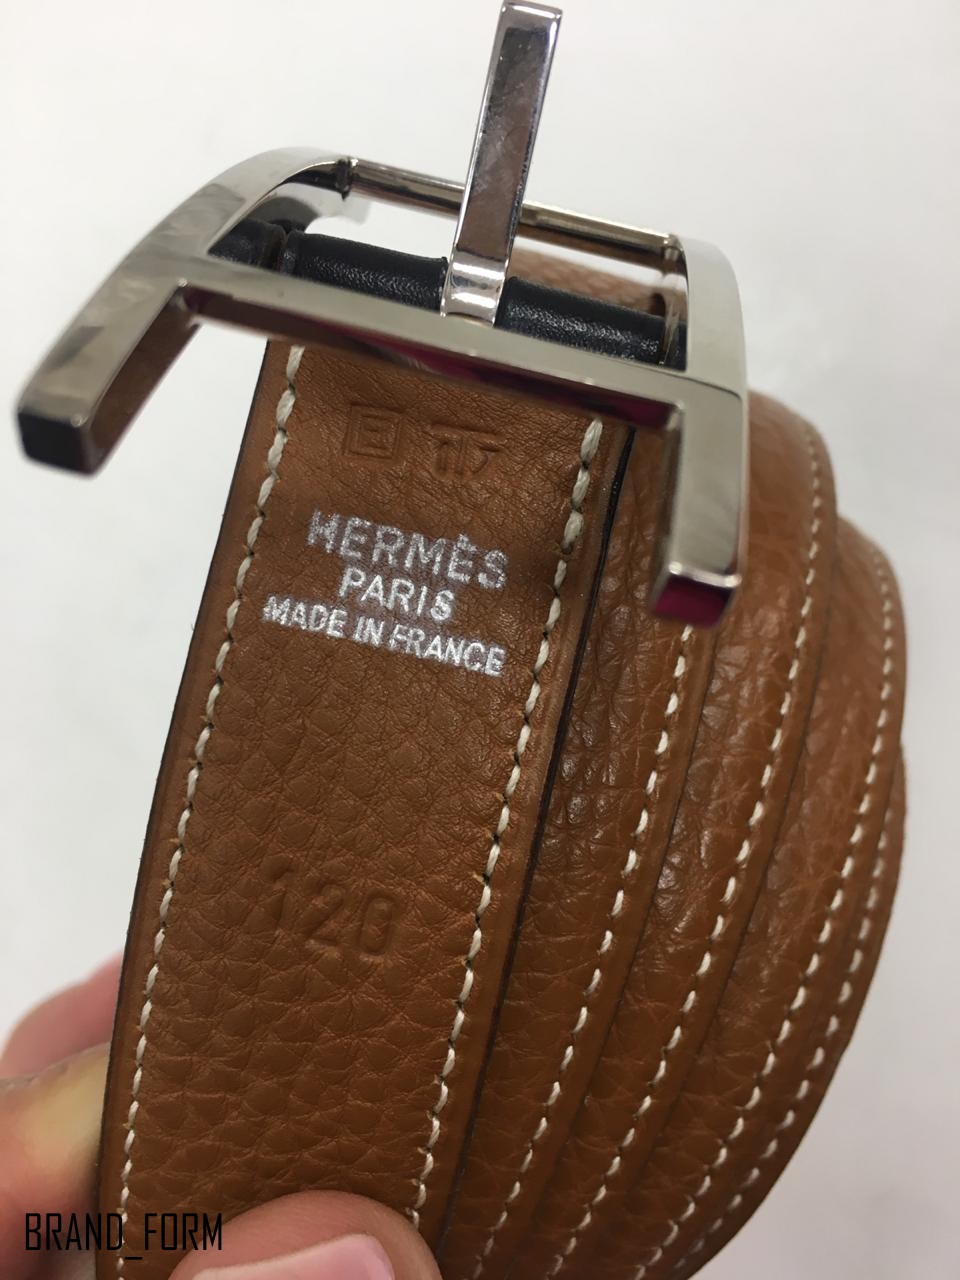 E
HERMÈS
PARIS
MADE IN FRANCE
120
BRAND_FORM